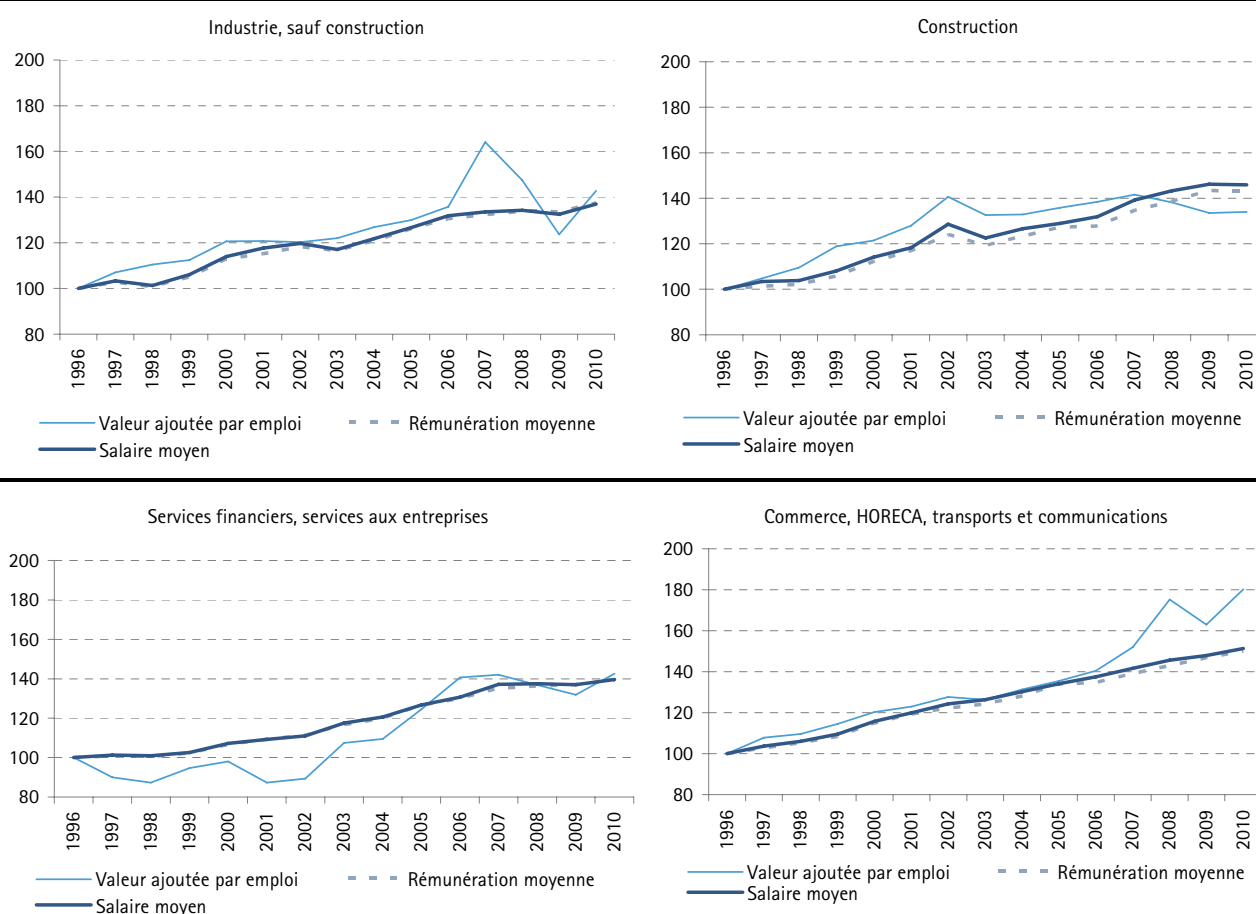 Industrie, sauf construction
200
180
160
140
120
100
80
1996 1997 1998 1999 2000 2001 2002 2003 2004 2005 2006 2007 2008 2009 2010
Valeur ajoutée par emploi Rémunération moyenne
Salaire moyen
Construction
200
180
160
140
120
100
80
1996 1997 1998 1999 2000 2001 2002 2003 2004 2005 2006 2007 2008 2009 2010
Valeur ajoutée par emploi Rémunération moyenne
Salaire moyen
Services financiers, services aux entreprises
200
180
160
140
120
100
80
1996 1997 1998 1999 2000 2001 2002 2003 2004 2005 2006 2007 2008 2009 2010
Valeur ajoutée par emploi Rémunération moyenne
Salaire moyen
Commerce, HORECA, transports et communications
200
180
160
140
120
100
80
1996 1997 1998 1999 2000 2001 2002 2003 2004 2005 2006 2007 2008 2009 2010
Valeur ajoutée par emploi Rémunération moyenne
Salaire moyen